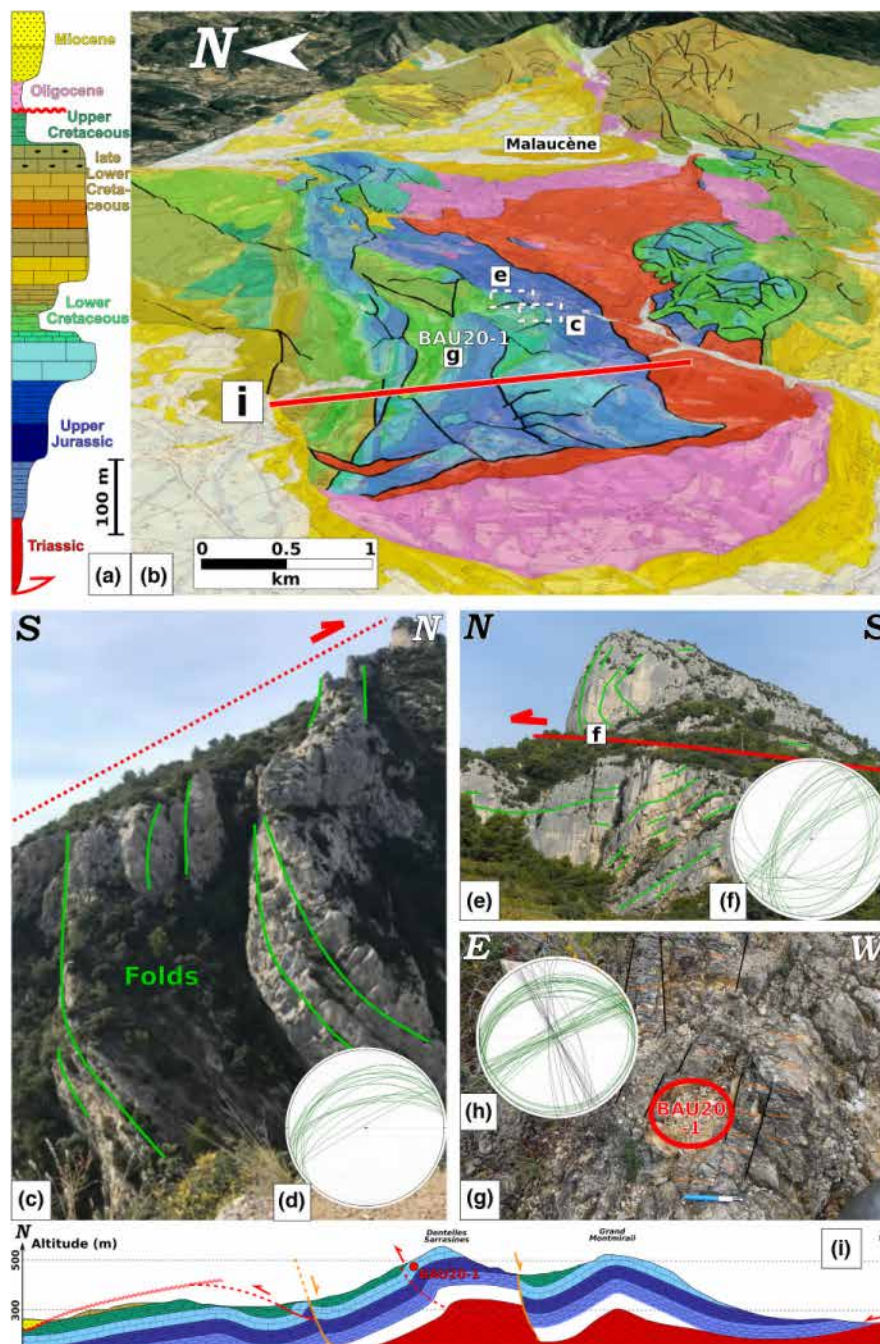 Miocene
Oligocene
Upper
Cretaceous
late
Lower
Creta-
ceous
Lower
Cretaceous
Upper
Jurassic
100 m
Triassic
(a)
(b)
N
Malaucène
e
c
BAU20-1
g
i
0 0.5 1
km
S
N
Folds
(c)
(d)
N
S
f
(e)
(f)
E
W
(h)
BAU20
-1
(g)
N
Altitude (m)
500
300
Dentelles
Sarrasines
BAU20-1
Grand
Montmirail
(i)